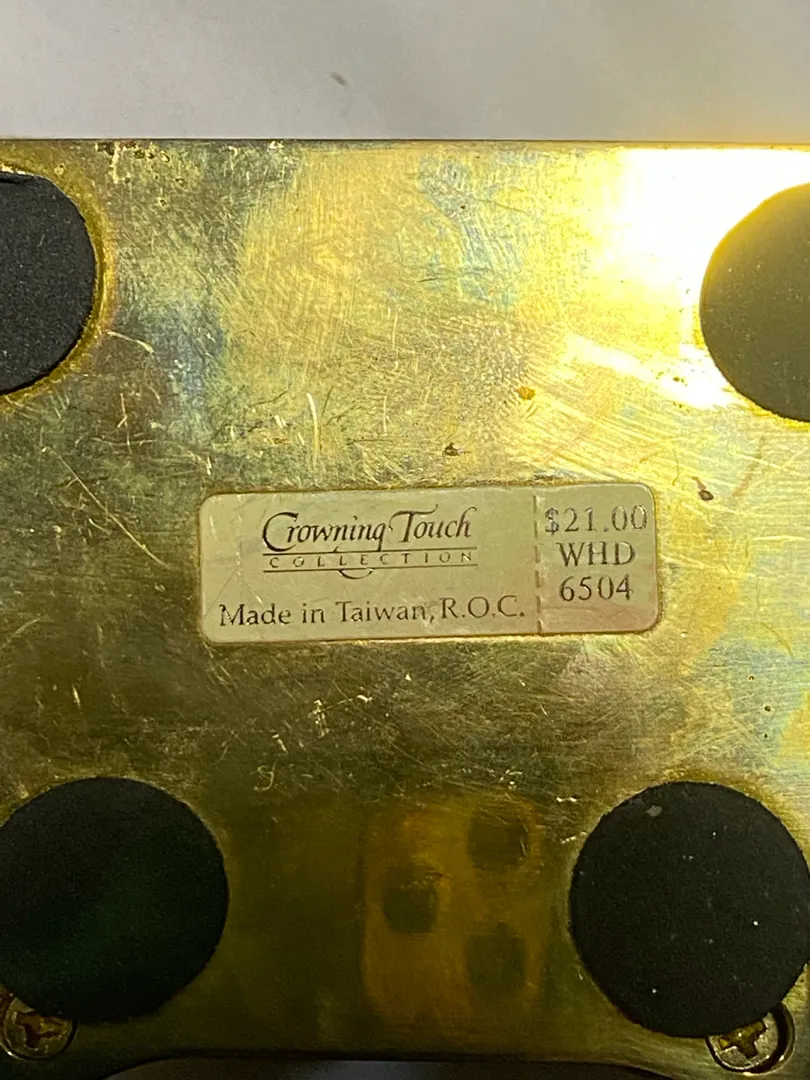 Crowning Touch
COLLECTION
Made in Taiwan, R.O.C.
$21.00
WHD
6504